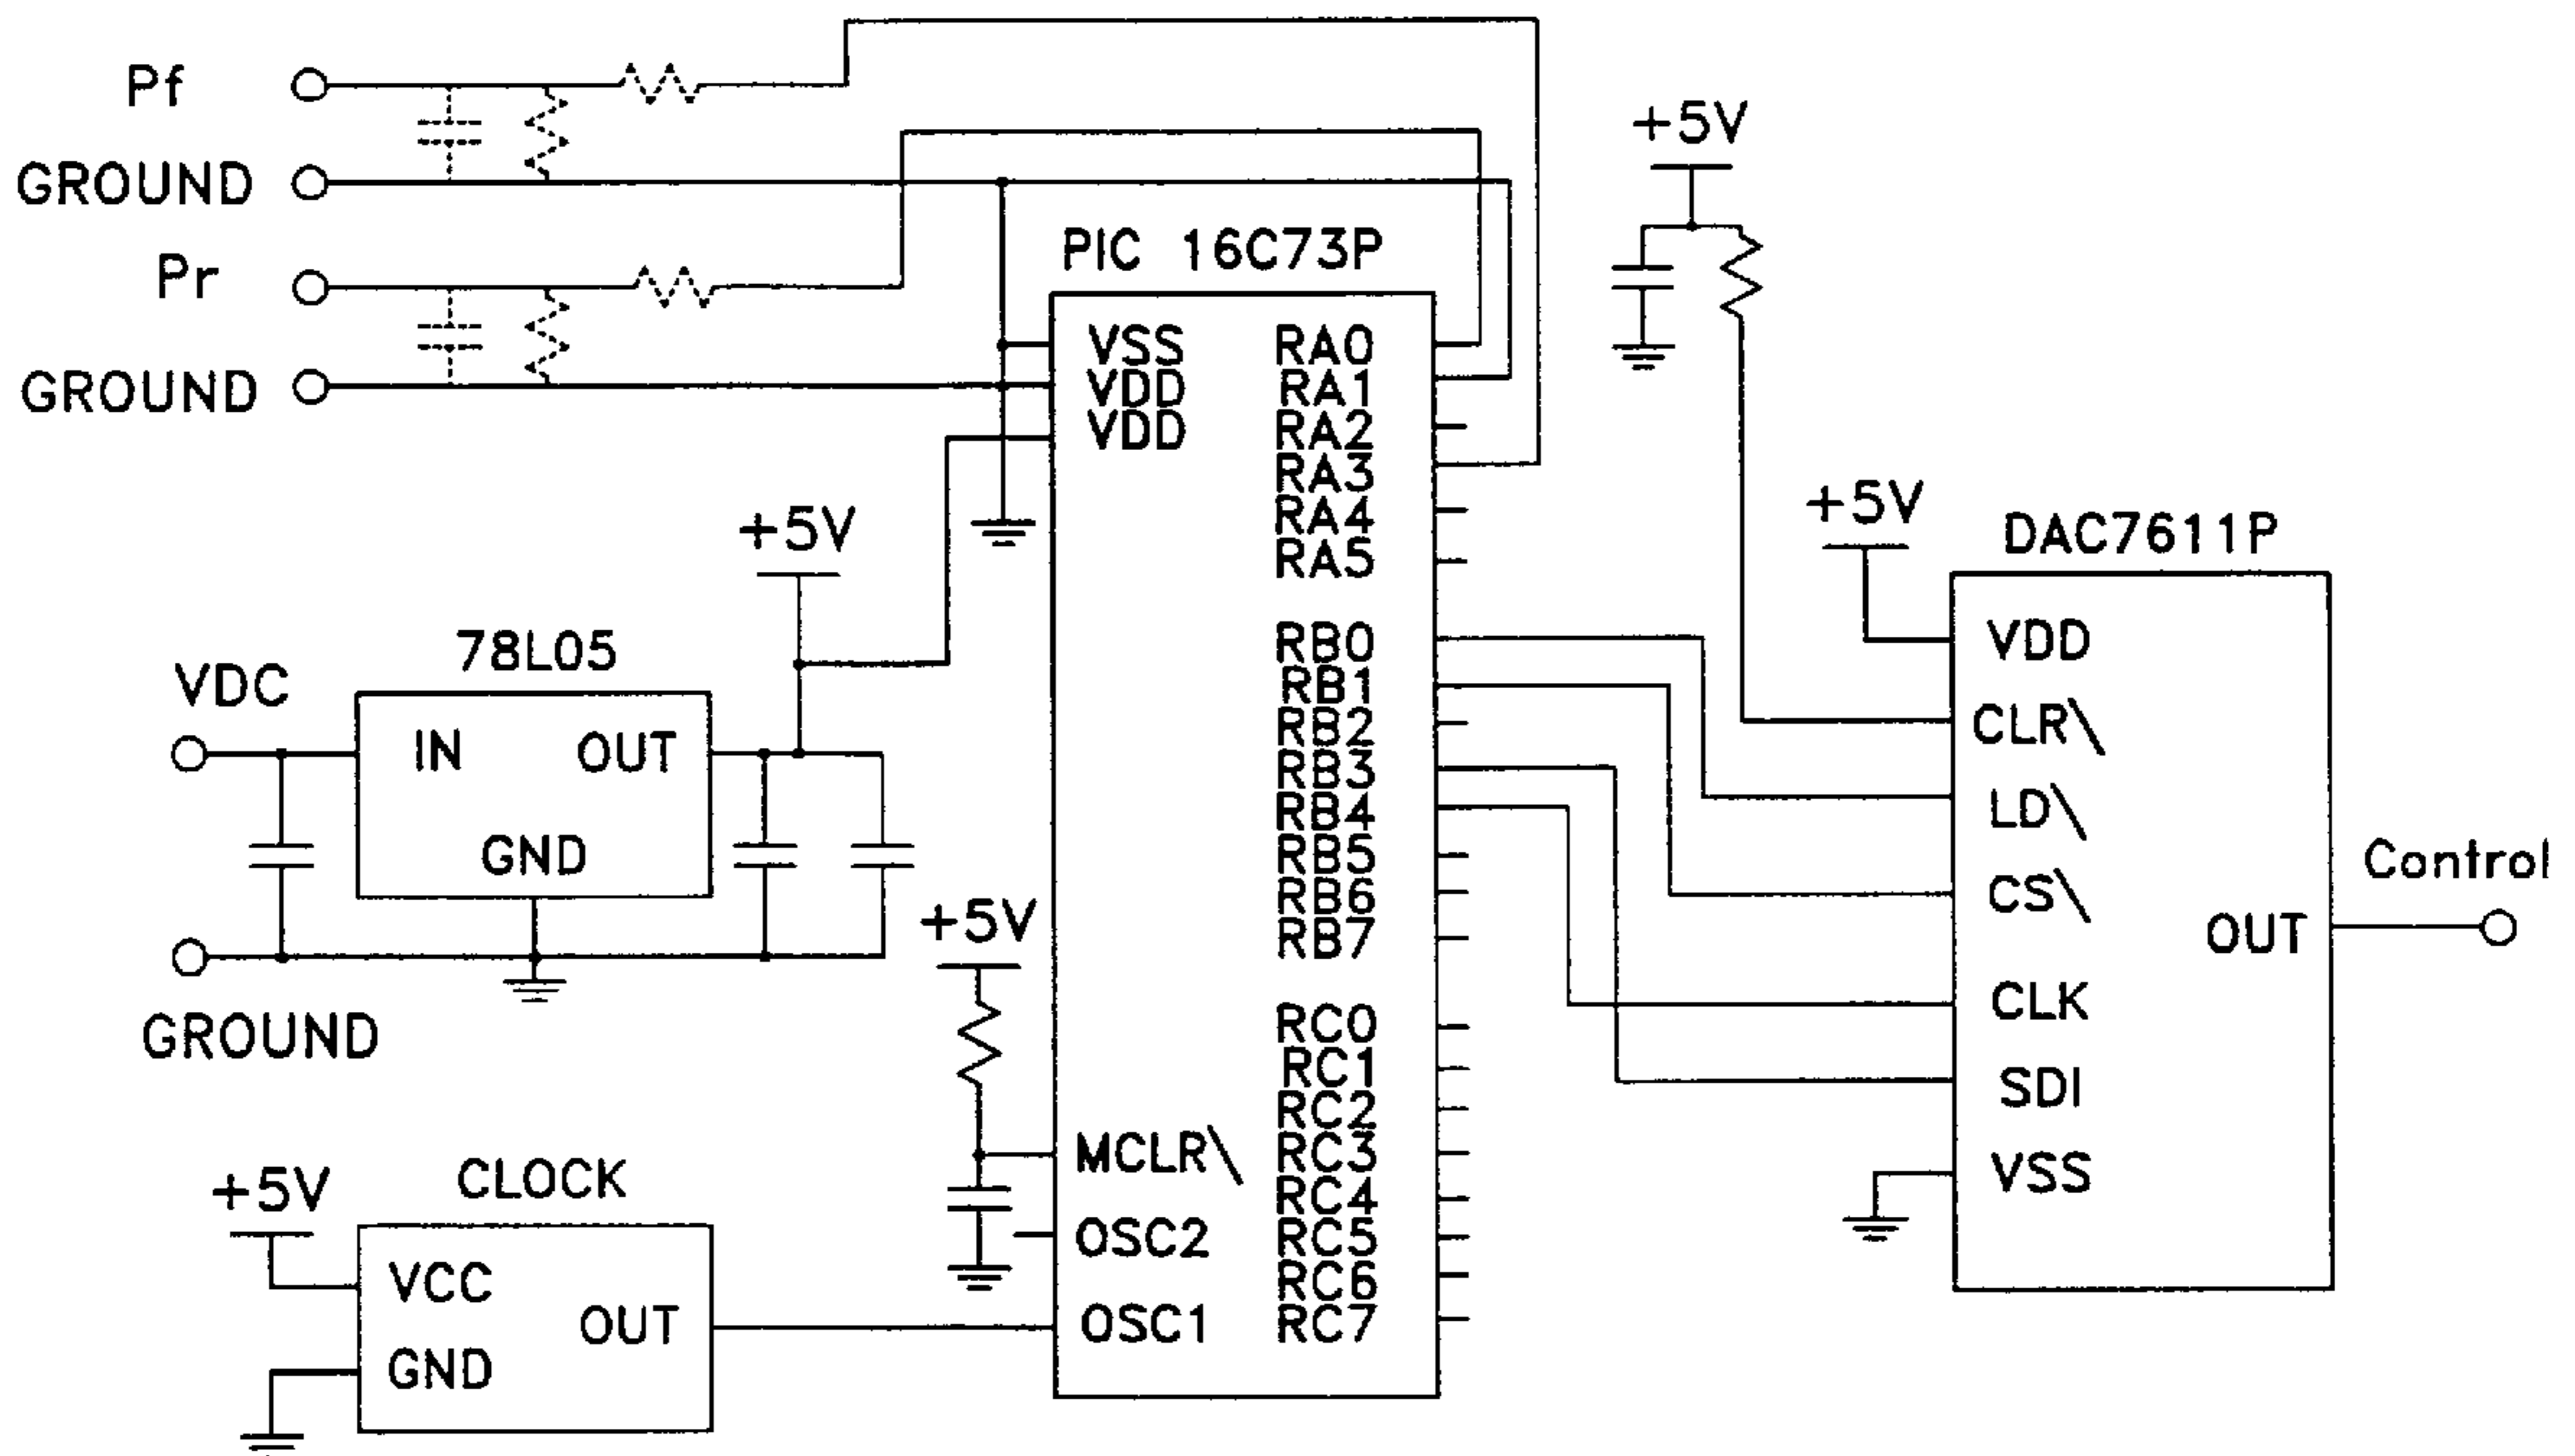 Pf
GROUND
Pr
GROUND
+5V
PIC 16C73P
VSS
VDD
VDD
RA0
RA1
RA2
RA3
RA4
RA5
RB0
RB1
RB2
RB3
RB4
RB5
RB6
RB7
RC0
RC1
RC2
RC3
RC4
RC5
RC6
RC7
MCLR\
OSC2
OSC1
+5V
78L05
VDC
IN
OUT
GND
GROUND
+5V
+5V
CLOCK
VCC
OUT
GND
+5V
DAC7611P
VDD
CLR\
LD\
CS\
CLK
SDI
VSS
OUT
Control